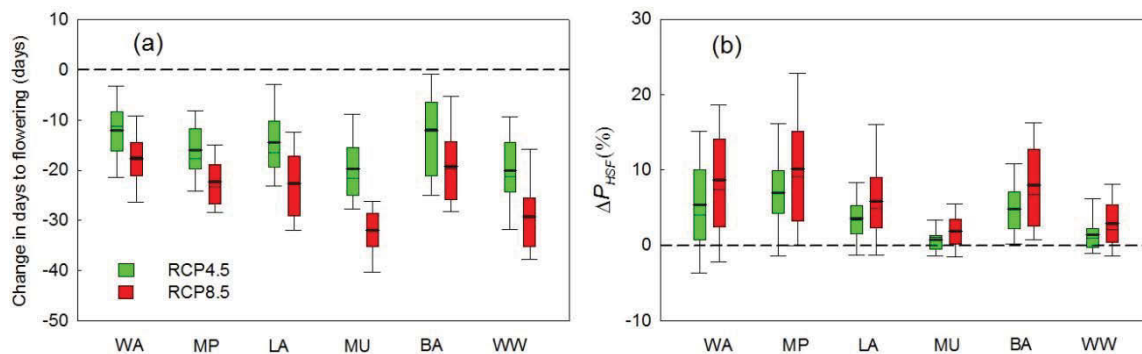 Change in days to flowering (days)
10
0
-10
-20
-30
-40
-50
(a)
RCP4.5
RCP8.5
WA MP LA MU BA WW
ΔP_HSF(%)
30
20
10
0
-10
(b)
WA MP LA MU BA WW